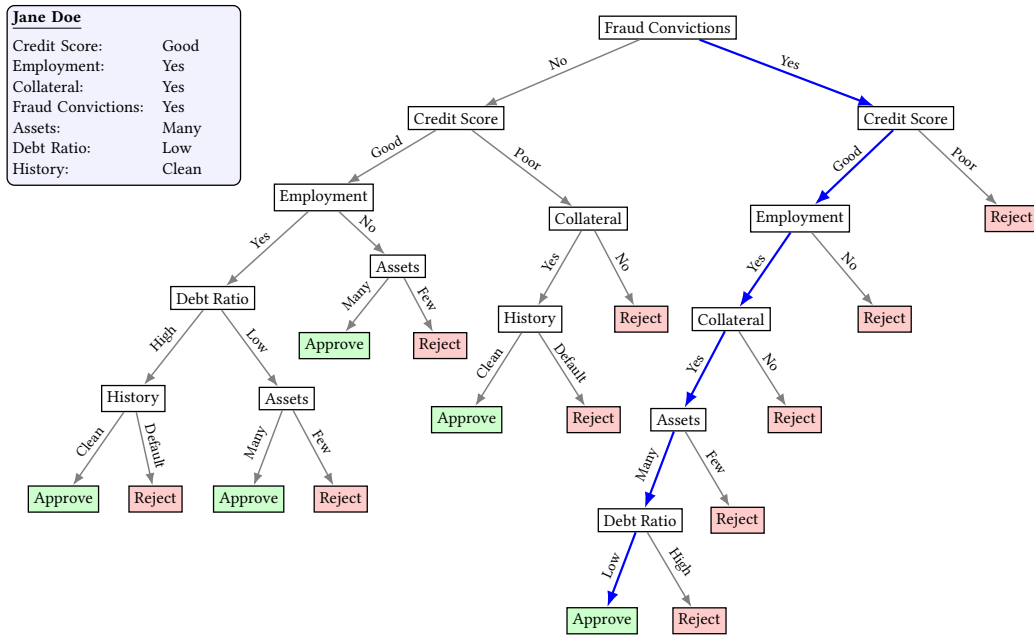 Jane Doe
Credit Score: Good
Employment: Yes
Collateral: Yes
Fraud Convictions: Yes
Assets: Many
Debt Ratio: Low
History: Clean
Fraud Convictions
No
Yes
Credit Score
Credit Score
Good
Poor
Good
Poor
Employment
Collateral
Employment
Reject
Yes
No
Yes
No
Yes
No
Assets
Debt Ratio
Many
Few
History
Reject
Collateral
Reject
High
Low
Approve
Reject
Clean
Default
Yes
No
History
Assets
Approve
Reject
Assets
Reject
Clean
Default
Many
Few
Many
Few
Approve
Reject
Approve
Reject
Debt Ratio
Reject
Low
High
Approve
Reject